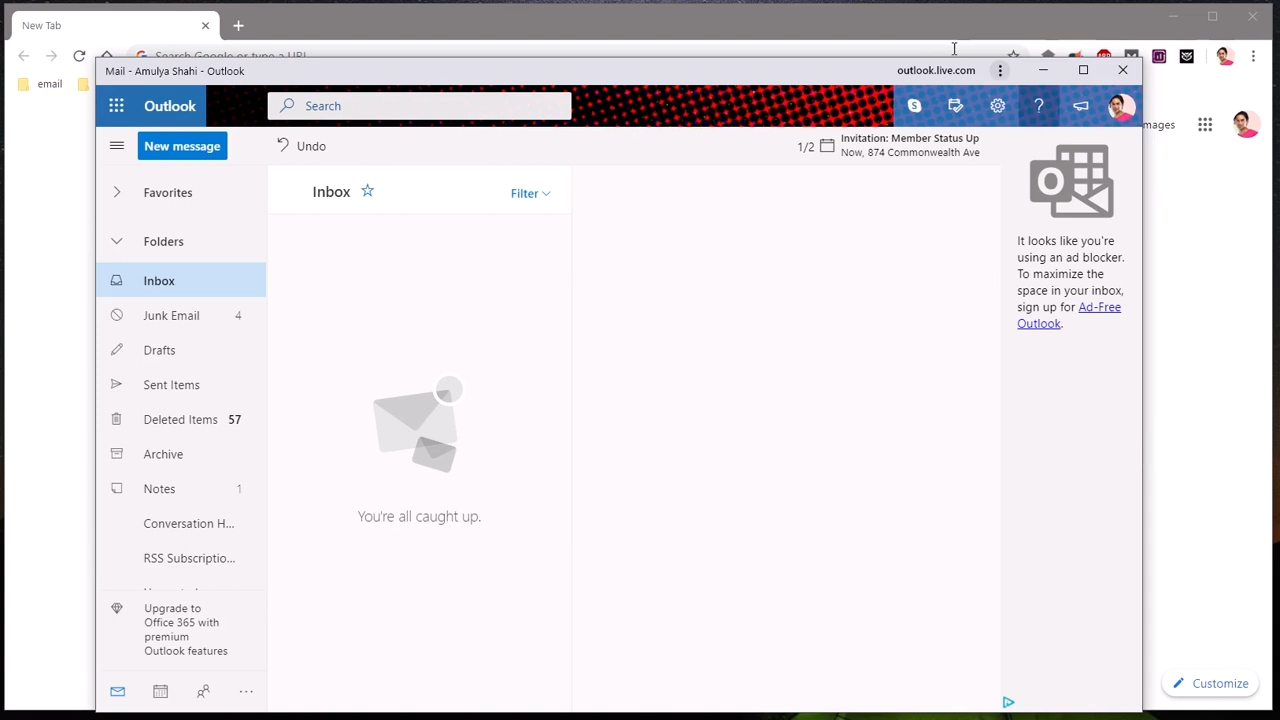 New Tab
Search Google or type a URL
email
Mail - Amulya Shahi - Outlook
outlook.live.com
Outlook
Search
New message
Undo
1/2
Invitation: Member Status Up
Now, 874 Commonwealth Ave
Favorites
Inbox
Filter
Folders
Inbox
Junk Email 4
Drafts
Sent Items
Deleted Items 57
Archive
Notes 1
Conversation H...
RSS Subscriptio...
You're all caught up.
Upgrade to
Office 365 with
premium
Outlook features
It looks like you're
using an ad blocker.
To maximize the
space in your inbox,
sign up for Ad-Free
Outlook.
Customize